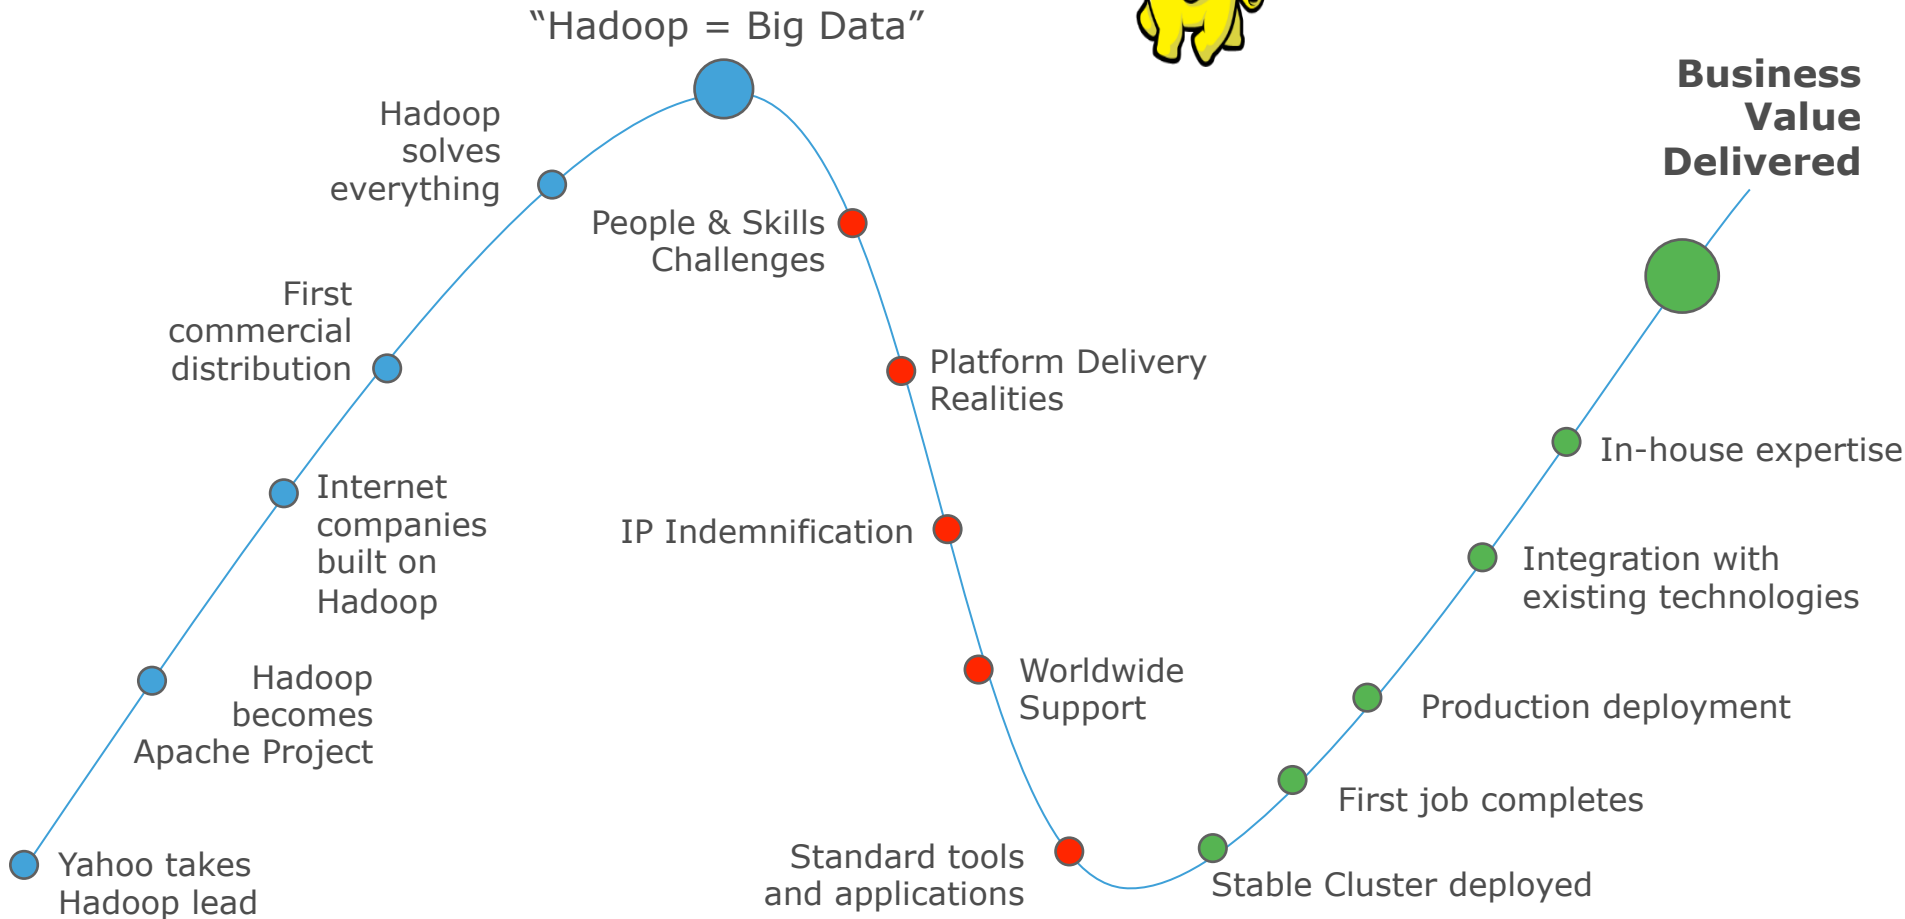 “Hadoop = Big Data”
Hadoop
solves
everything
People & Skills
Challenges
First
commercial
distribution
Platform Delivery
Realities
Internet
companies
built on
Hadoop
IP Indemnification
Hadoop
becomes
Apache Project
Worldwide
Support
Yahoo takes
Hadoop lead
Standard tools
and applications
Business
Value
Delivered
In-house expertise
Integration with
existing technologies
Production deployment
First job completes
Stable Cluster deployed